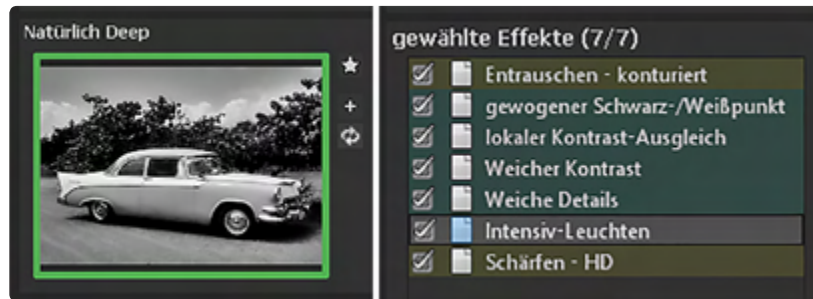 Natürlich Deep
gewählte Effekte (7/7)
Entrauschen - konturiert
gewogener Schwarz-/Weißpunkt
lokaler Kontrast-Ausgleich
Weicher Kontrast
Weiche Details
Intensiv-Leuchten
Schärfen - HD